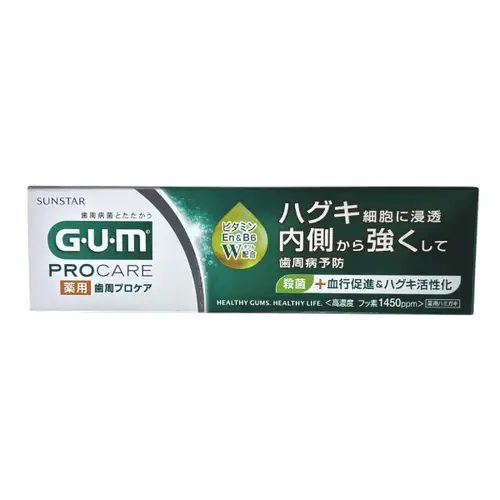 SUNSTAR
歯周病菌とたたかう
G・U・M
PROCARE
薬用 歯周プロケア
ビタミン
En&B6
W配合
ハグキ細胞に浸透
内側から強くして
歯周病予防
殺菌 +血行促進&ハグキ活性化
HEALTHY GUMS. HEALTHY LIFE. <高濃度 フッ素1450ppm> 薬用ハミガキ